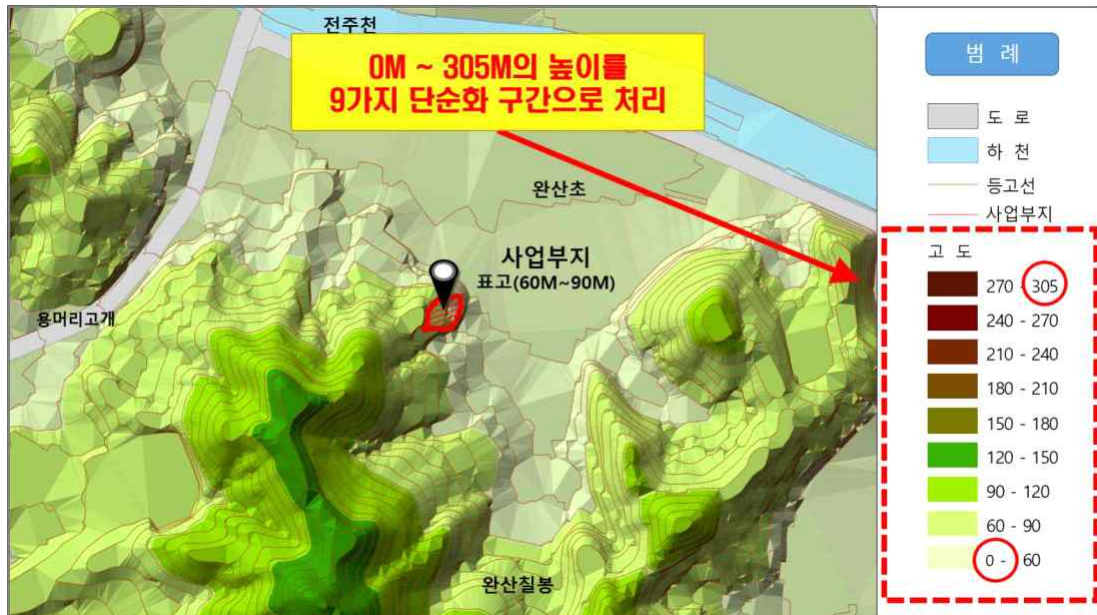 전주천
0M ~ 305M의 높이를
9가지 단순화 구간으로 처리
완산초
사업부지
표고(60M~90M)
용머리고개
완산칠봉
범 례
도 로
하 천
등고선
사업부지
고 도
270 - 305
240 - 270
210 - 240
180 - 210
150 - 180
120 - 150
90 - 120
60 - 90
0 - 60